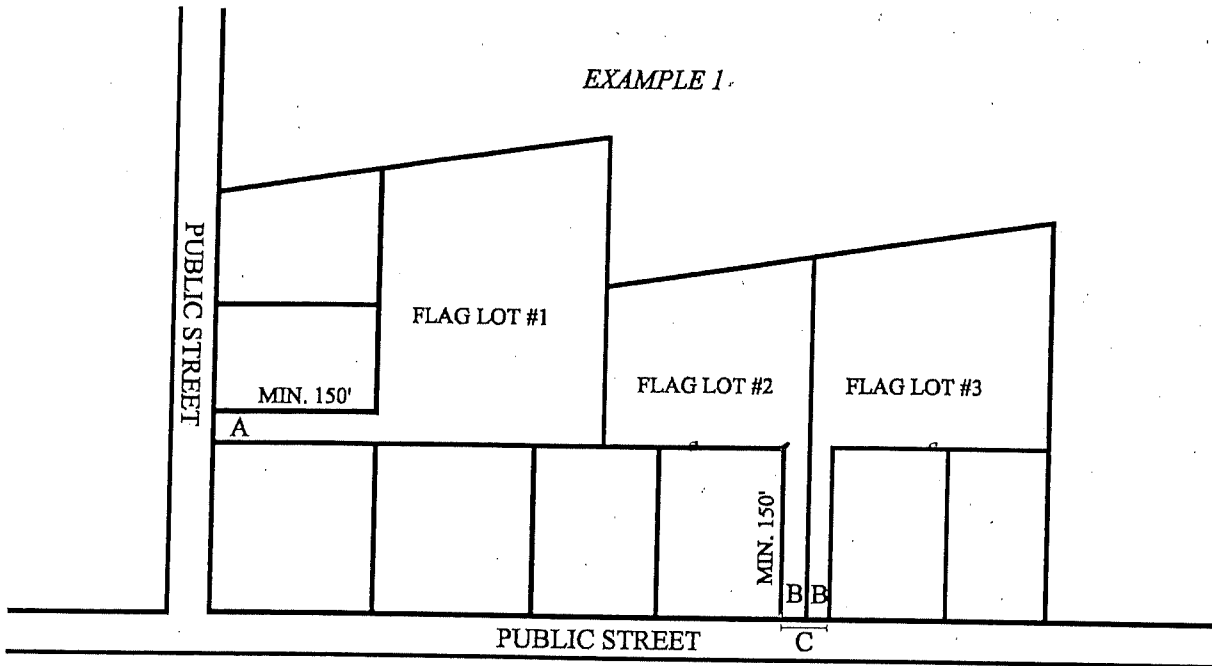 EXAMPLE 1
PUBLIC STREET
FLAG LOT #1
FLAG LOT #2
FLAG LOT #3
MIN. 150'
A
MIN. 150'
B
B
PUBLIC STREET
C